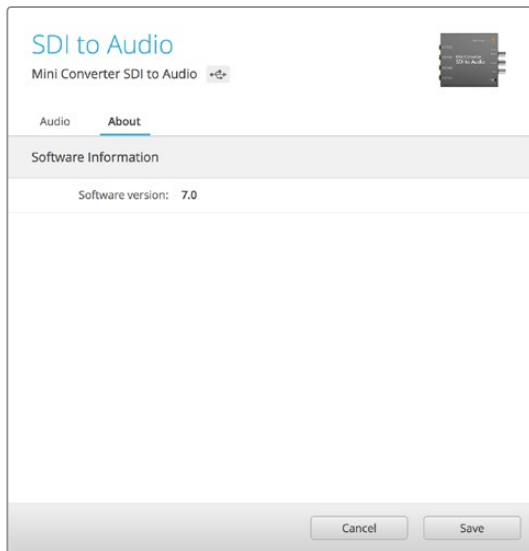 SDI to Audio
Mini Converter SDI to Audio
Audio About
Software Information
Software version: 7.0
Cancel Save